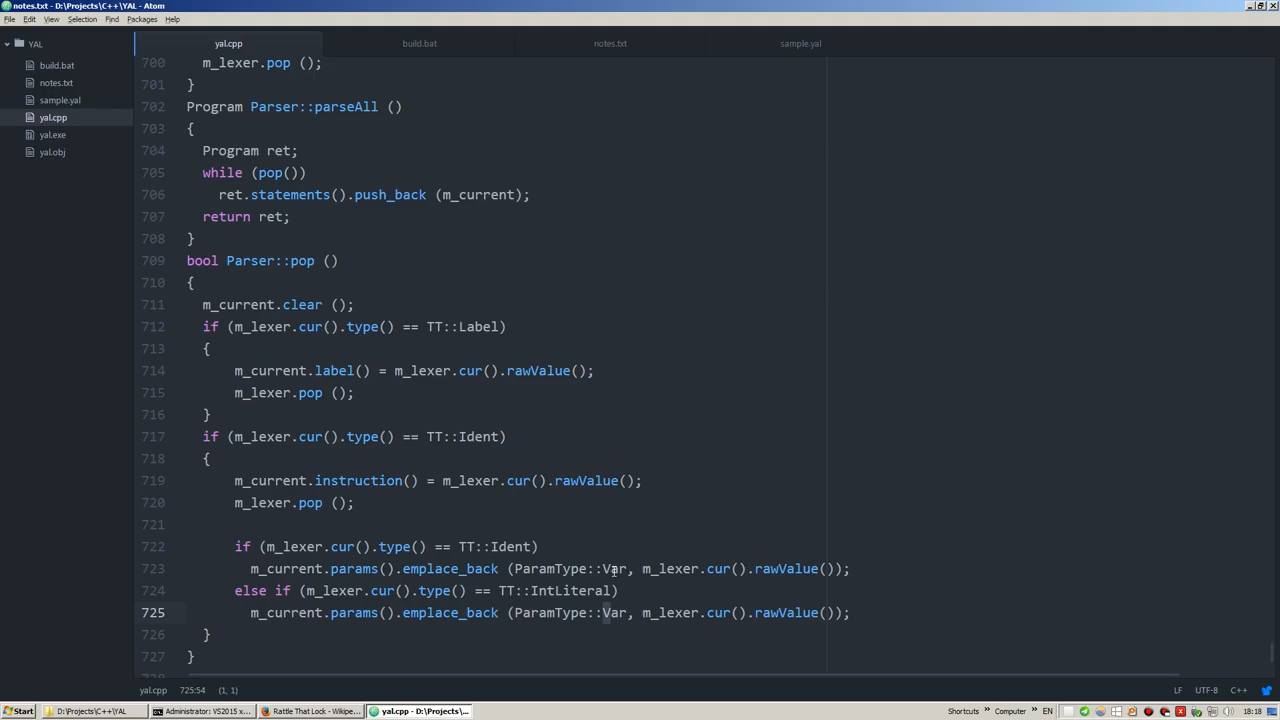 notes.txt - D:\Projects\C++\YAL - Atom
File Edit View Selection Find Packages Help
YAL
build.bat
notes.txt
sample.yal
yal.cpp
yal.exe
yal.obj
yal.cpp build.bat notes.txt sample.yal
700 m_lexer.pop ();
701 }
702 Program Parser::parseAll ()
703 {
704 Program ret;
705 while (pop())
706 ret.statements().push_back (m_current);
707 return ret;
708 }
709 bool Parser::pop ()
710 {
711 m_current.clear ();
712 if (m_lexer.cur().type() == TT::Label)
713 {
714 m_current.label() = m_lexer.cur().rawValue();
715 m_lexer.pop ();
716 }
717 if (m_lexer.cur().type() == TT::Ident)
718 {
719 m_current.instruction() = m_lexer.cur().rawValue();
720 m_lexer.pop ();
721
722 if (m_lexer.cur().type() == TT::Ident)
723 m_current.params().emplace_back (ParamType::Var, m_lexer.cur().rawValue());
724 else if (m_lexer.cur().type() == TT::IntLiteral)
725 m_current.params().emplace_back (ParamType::Var, m_lexer.cur().rawValue());
726 }
727 }
yal.cpp 725:54 (1, 1) LF UTF-8 C++
Start D:\Projects\C++\YAL Administrator: VS2015 x... Rattle That Lock - Wikipe... yal.cpp - D:\Projects\C+... Shortcuts » Computer » EN 18:18